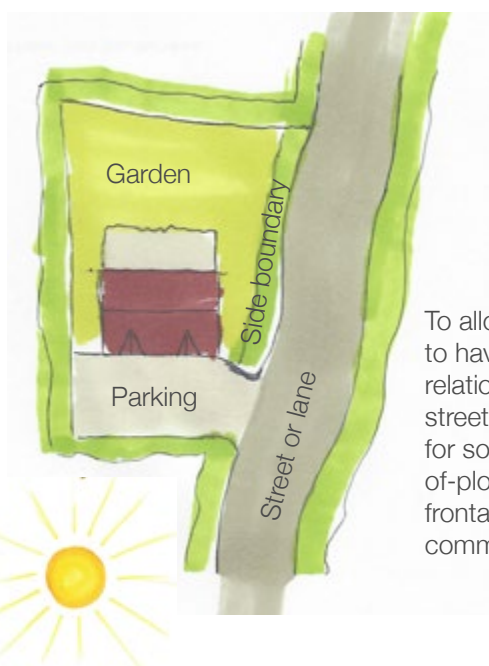 Garden
Side boundary
Parking
Street or lane
To allo
to hav
relatio
street
for so
of-plo
fronta
comm